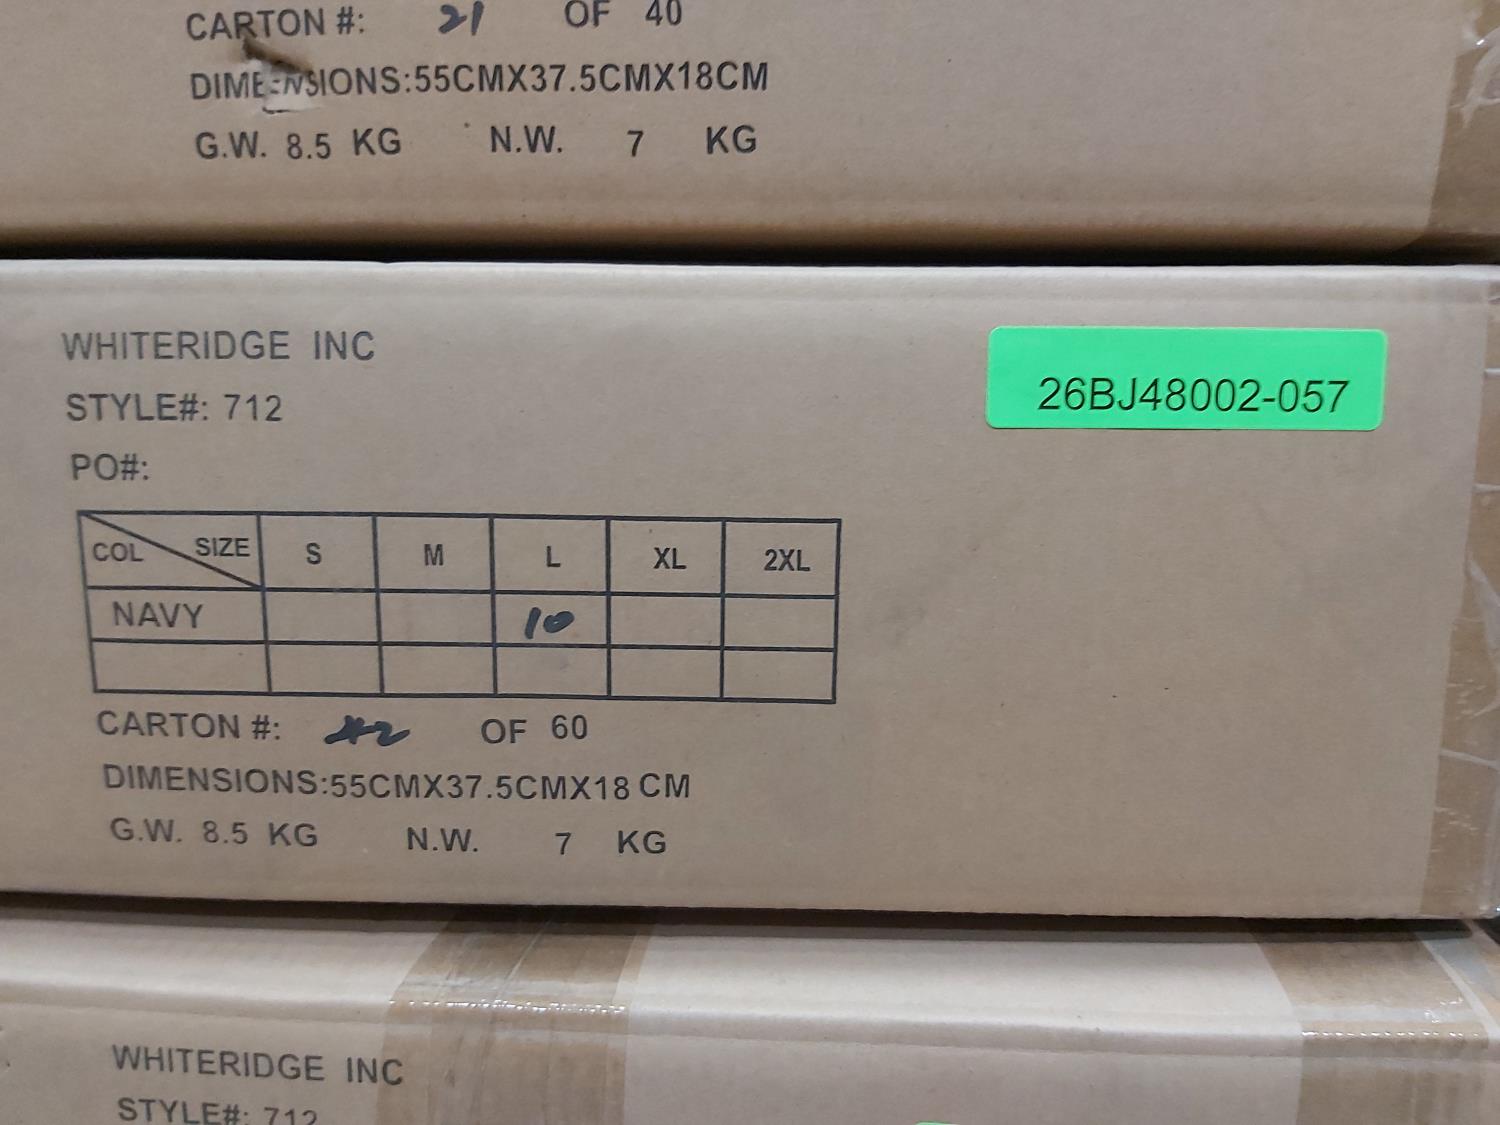 CARTON #: 21 OF 40
DIMENSIONS:55CMX37.5CMX18CM
G.W. 8.5 KG N.W. 7 KG
WHITERIDGE INC
26BJ48002-057
STYLE#: 712
PO#:
COL SIZE S M L XL 2XL
NAVY 10
CARTON #: OF 60
DIMENSIONS:55CMX37.5CMX18 CM
G.W. 8.5 KG N.W. 7 KG
WHITERIDGE INC
STYLE#: 712